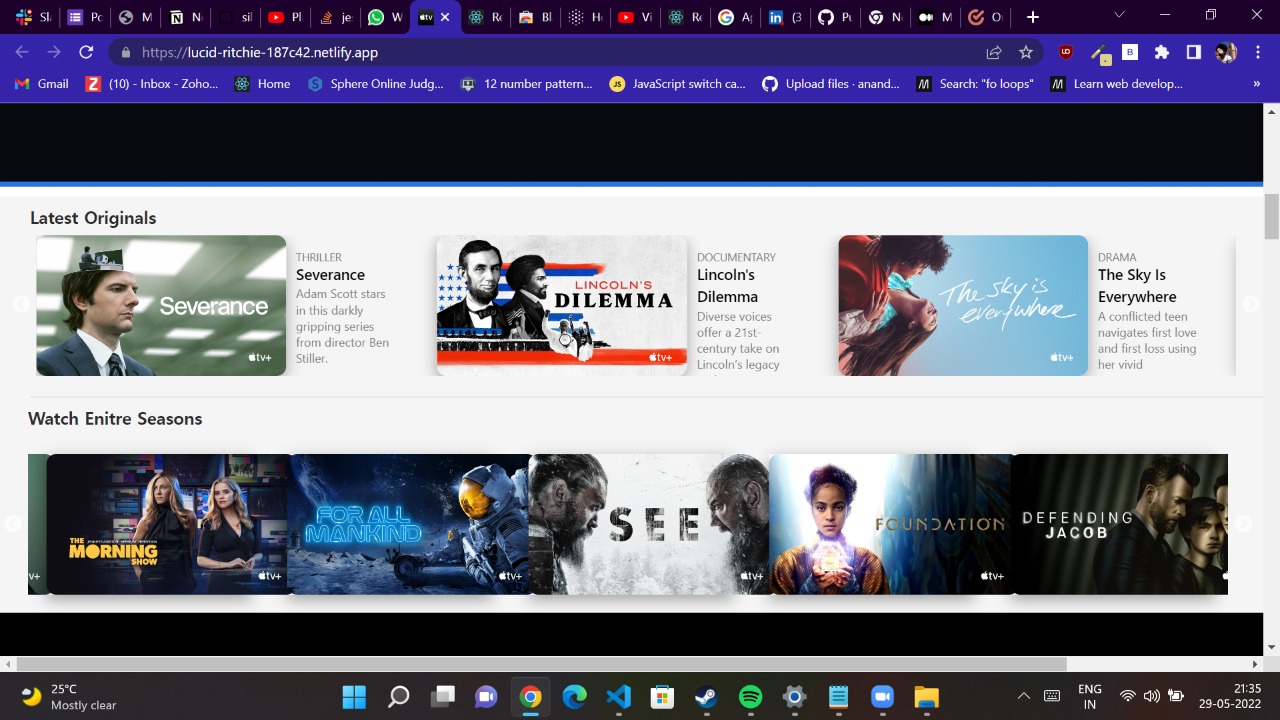 Sl
Po
M
N
sil
Pl
je
W
Re
Bl
He
Vi
Re
Ap
(3
Pu
N
M
O
https://lucid-ritchie-187c42.netlify.app
Gmail
(10) - Inbox - Zoho...
Home
Sphere Online Judg...
12 number pattern...
JavaScript switch ca...
Upload files · anand...
Search: "fo loops"
Learn web develop...
»
Latest Originals
Severance
tv+
THRILLER
Severance
Adam Scott stars
in this darkly
gripping series
from director Ben
Stiller.
LINCOLN'S
DILEMMA
tv+
DOCUMENTARY
Lincoln's
Dilemma
Diverse voices
offer a 21st-
century take on
Lincoln's legacy
The sky is
everywhere
tv+
DRAMA
The Sky Is
Everywhere
A conflicted teen
navigates first love
and first loss using
her vivid
Watch Enitre Seasons
v+
THE
MORNING
SHOW
tv+
FOR ALL
MANKIND
tv+
SEE
tv+
FOUNDATION
tv+
DEFENDING
JACOB
25°C
Mostly clear
ENG
IN
21:35
29-05-2022